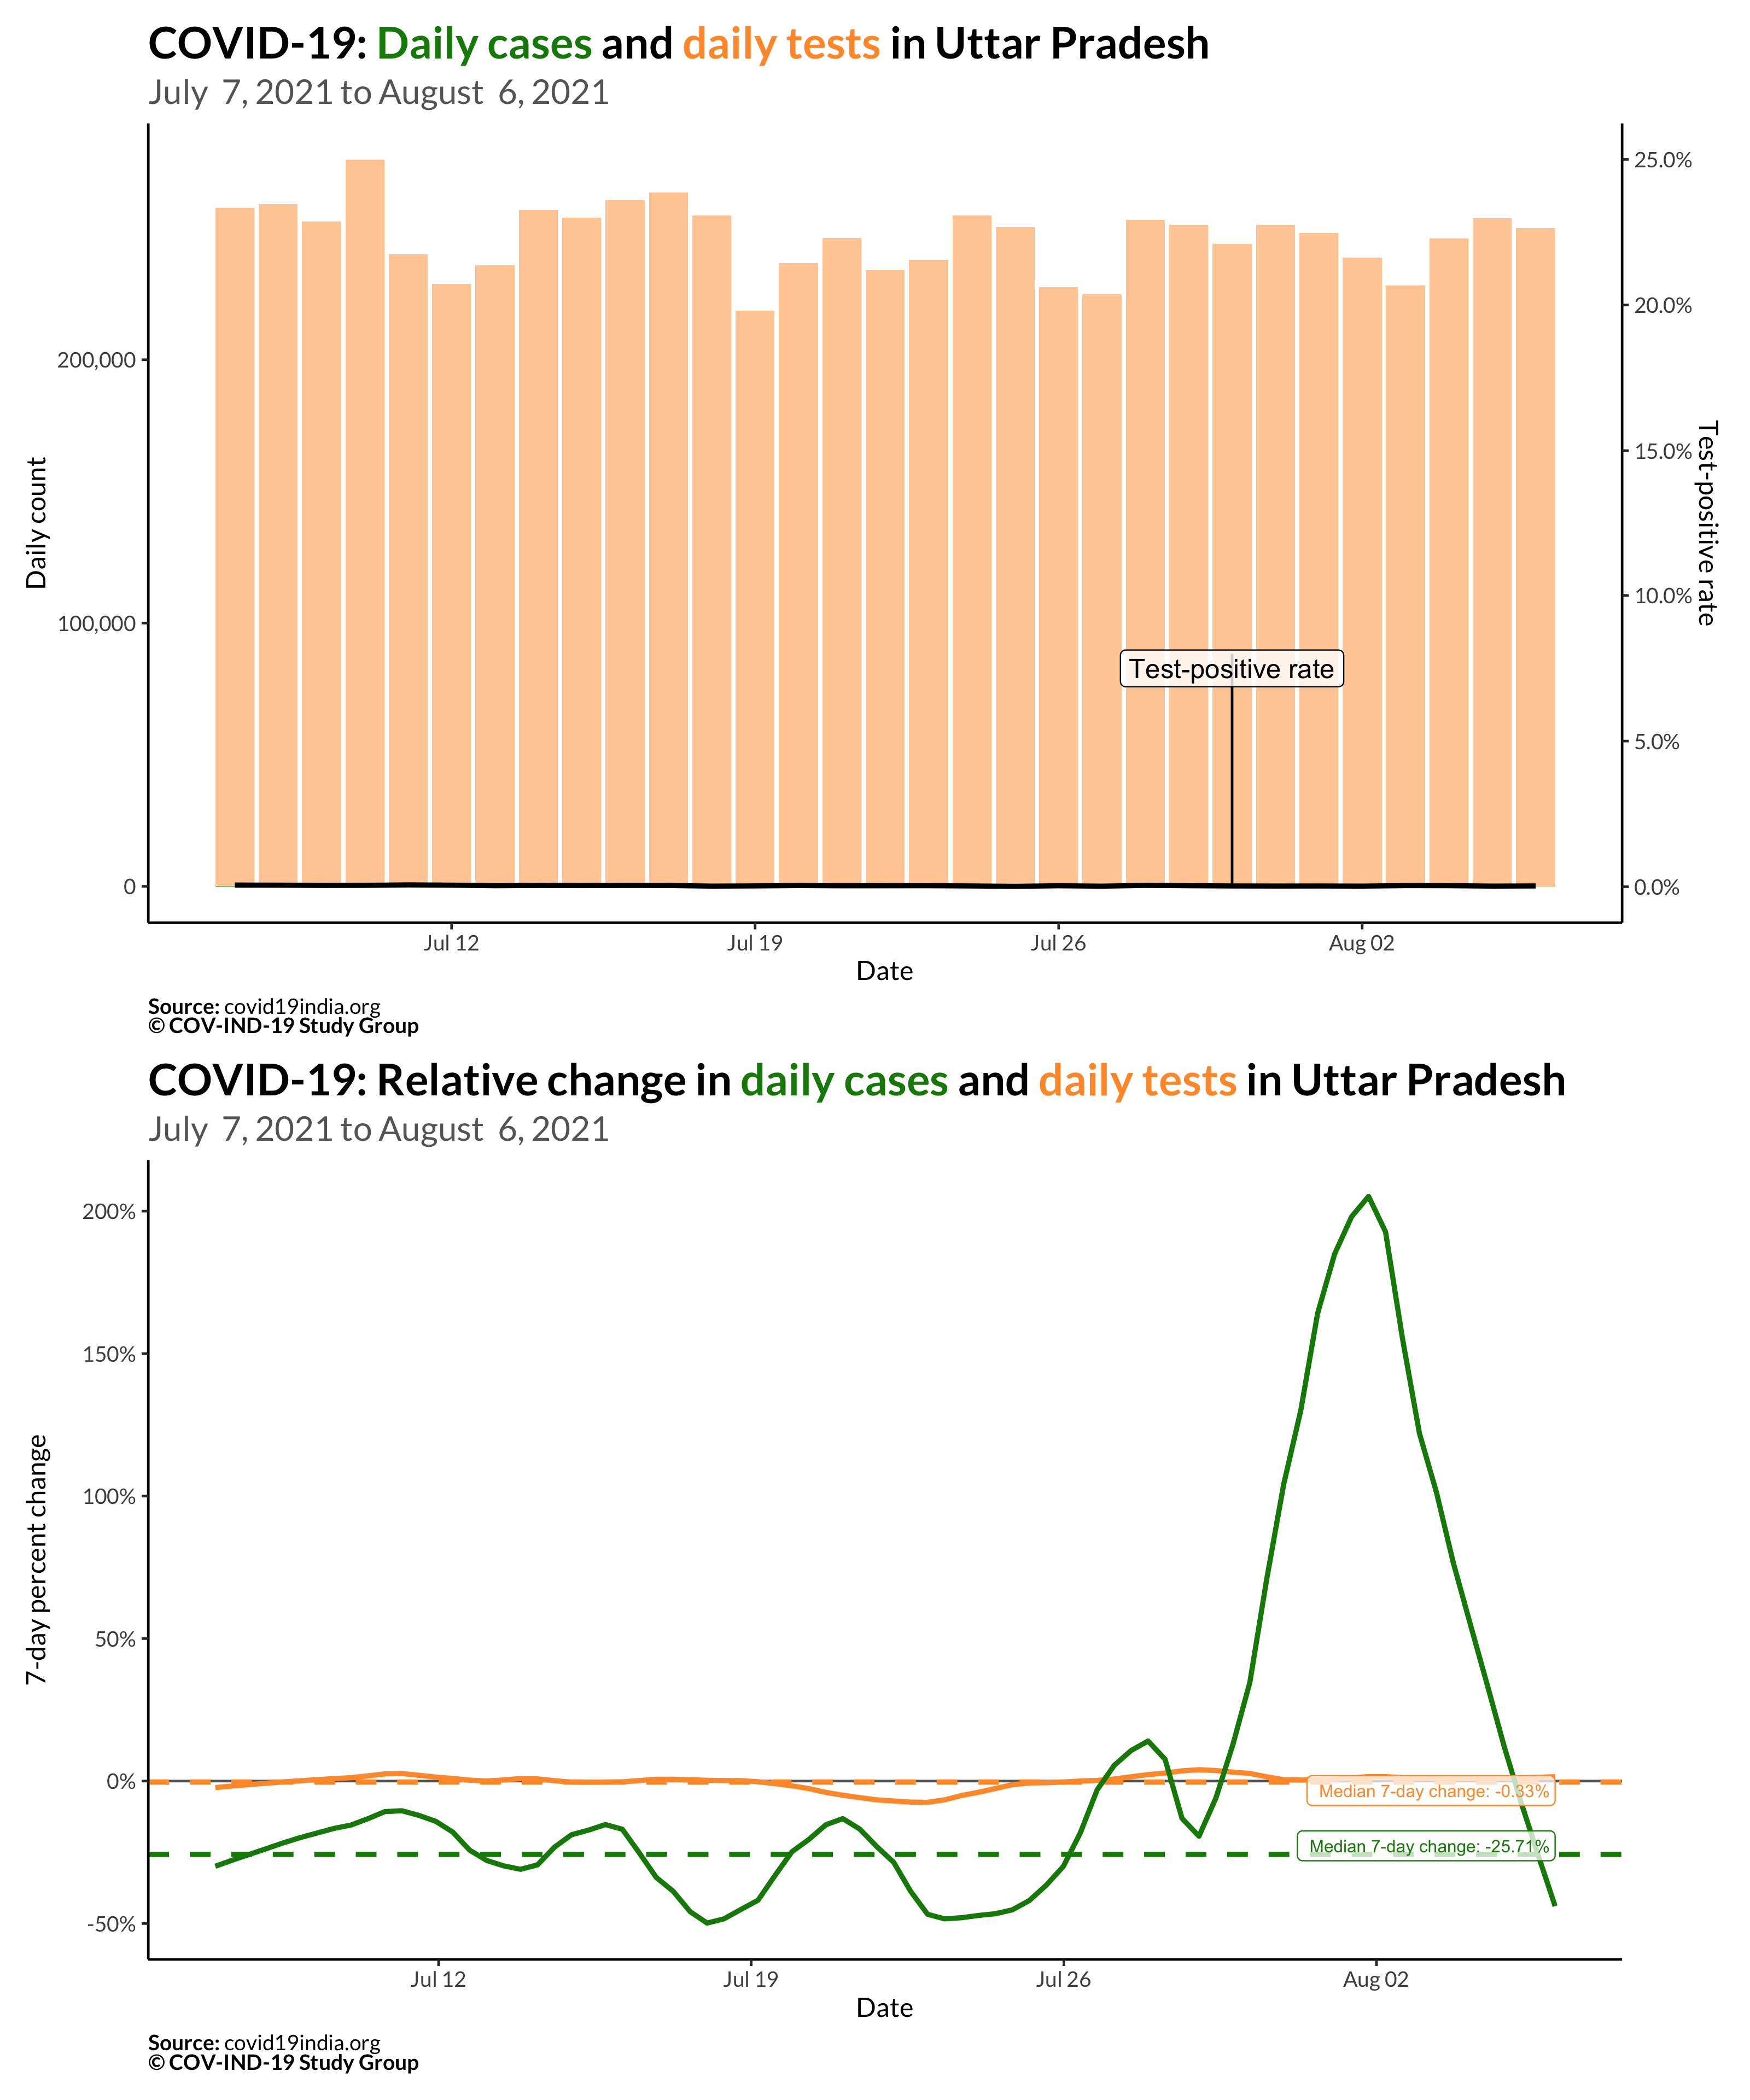 COVID-19: Daily cases and daily tests in Uttar Pradesh
July 7, 2021 to August 6, 2021
Daily count
200,000
100,000
0
25.0%
20.0%
15.0%
10.0%
5.0%
0.0%
Test-positive rate
Test-positive rate
Jul 12
Jul 19
Jul 26
Aug 02
Date
Source: covid19india.org
© COV-IND-19 Study Group
COVID-19: Relative change in daily cases and daily tests in Uttar Pradesh
July 7, 2021 to August 6, 2021
7-day percent change
200%
150%
100%
50%
0%
-50%
Median 7-day change: -0.33%
Median 7-day change: -25.71%
Jul 12
Jul 19
Jul 26
Aug 02
Date
Source: covid19india.org
© COV-IND-19 Study Group